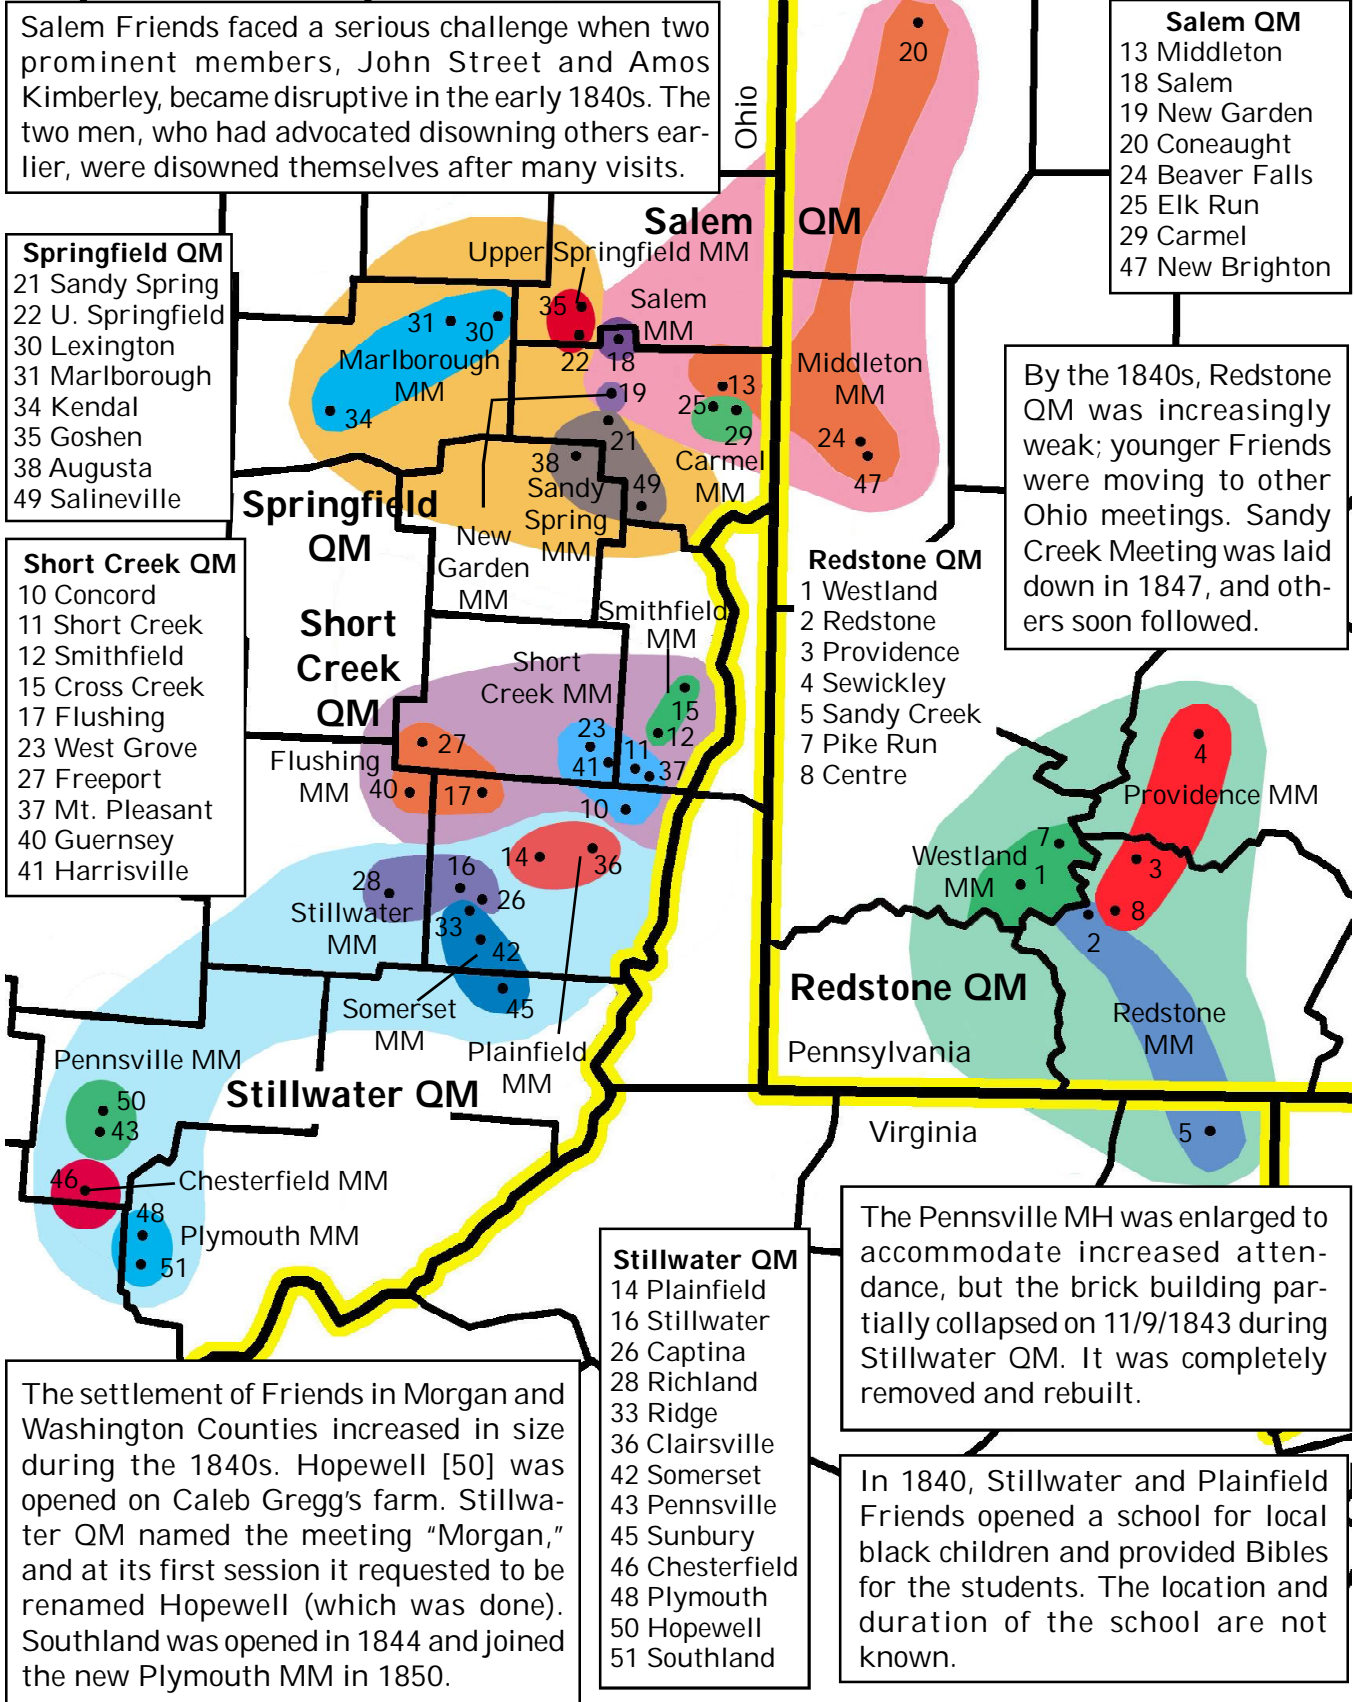 Salem Friends faced a serious challenge when two
prominent members, John Street and Amos
Kimberley, became disruptive in the early 1840s. The
two men, who had advocated disowning others ear-
lier, were disowned themselves after many visits.
Ohio
20
Salem QM
13 Middleton
18 Salem
19 New Garden
20 Coneaught
24 Beaver Falls
25 Elk Run
29 Carmel
47 New Brighton
Springfield QM
21 Sandy Spring
22 U. Springfield
30 Lexington
31 Marlborough
34 Kendal
35 Goshen
38 Augusta
49 Salineville
Salem QM
Upper Springfield MM
35
22
Salem
MM
18
31
30
Marlborough
MM
34
19
13
25
29
Carmel
MM
Middleton
MM
24
47
21
38
Sandy
Spring
MM
49
New
Garden
MM
Springfield
QM
By the 1840s, Redstone
QM was increasingly
weak; younger Friends
were moving to other
Ohio meetings. Sandy
Creek Meeting was laid
down in 1847, and oth-
ers soon followed.
Short Creek QM
10 Concord
11 Short Creek
12 Smithfield
15 Cross Creek
17 Flushing
23 West Grove
27 Freeport
37 Mt. Pleasant
40 Guernsey
41 Harrisville
Short
Creek
QM
Smithfield
MM
Short
Creek MM
15
12
23
41
11
37
10
27
Flushing
MM
40
17
Redstone QM
1 Westland
2 Redstone
3 Providence
4 Sewickley
5 Sandy Creek
7 Pike Run
8 Centre
4
Providence MM
7
Westland
MM
1
3
8
2
Redstone QM
Redstone
MM
Pennsylvania
Virginia
5
14
36
16
28
26
Stillwater
MM
33
42
45
Somerset
MM
Plainfield
MM
Pennsville MM
Stillwater QM
50
43
46
Chesterfield MM
48
Plymouth MM
51
Stillwater QM
14 Plainfield
16 Stillwater
26 Captina
28 Richland
33 Ridge
36 Clairsville
42 Somerset
43 Pennsville
45 Sunbury
46 Chesterfield
48 Plymouth
50 Hopewell
51 Southland
The Pennsville MH was enlarged to
accommodate increased atten-
dance, but the brick building par-
tially collapsed on 11/9/1843 during
Stillwater QM. It was completely
removed and rebuilt.
The settlement of Friends in Morgan and
Washington Counties increased in size
during the 1840s. Hopewell [50] was
opened on Caleb Gregg's farm. Stillwa-
ter QM named the meeting “Morgan,”
and at its first session it requested to be
renamed Hopewell (which was done).
Southland was opened in 1844 and joined
the new Plymouth MM in 1850.
In 1840, Stillwater and Plainfield
Friends opened a school for local
black children and provided Bibles
for the students. The location and
duration of the school are not
known.